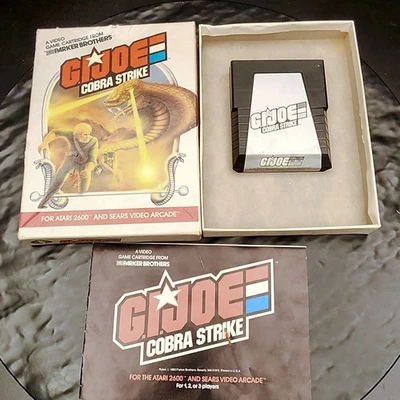 A VIDEO
GAME CARTRIDGE FROM
PARKER BROTHERS
G.I. JOE
COBRA STRIKE
FOR ATARI 2600™ AND SEARS VIDEO ARCADE™
G.I. JOE
COBRA STRIKE
G.I. JOE
A VIDEO
GAME CARTRIDGE FROM
PARKER BROTHERS
G.I. JOE
COBRA STRIKE
FOR THE ATARI 2600™ AND SEARS VIDEO ARCADE™
For 1, 2, or 3 players